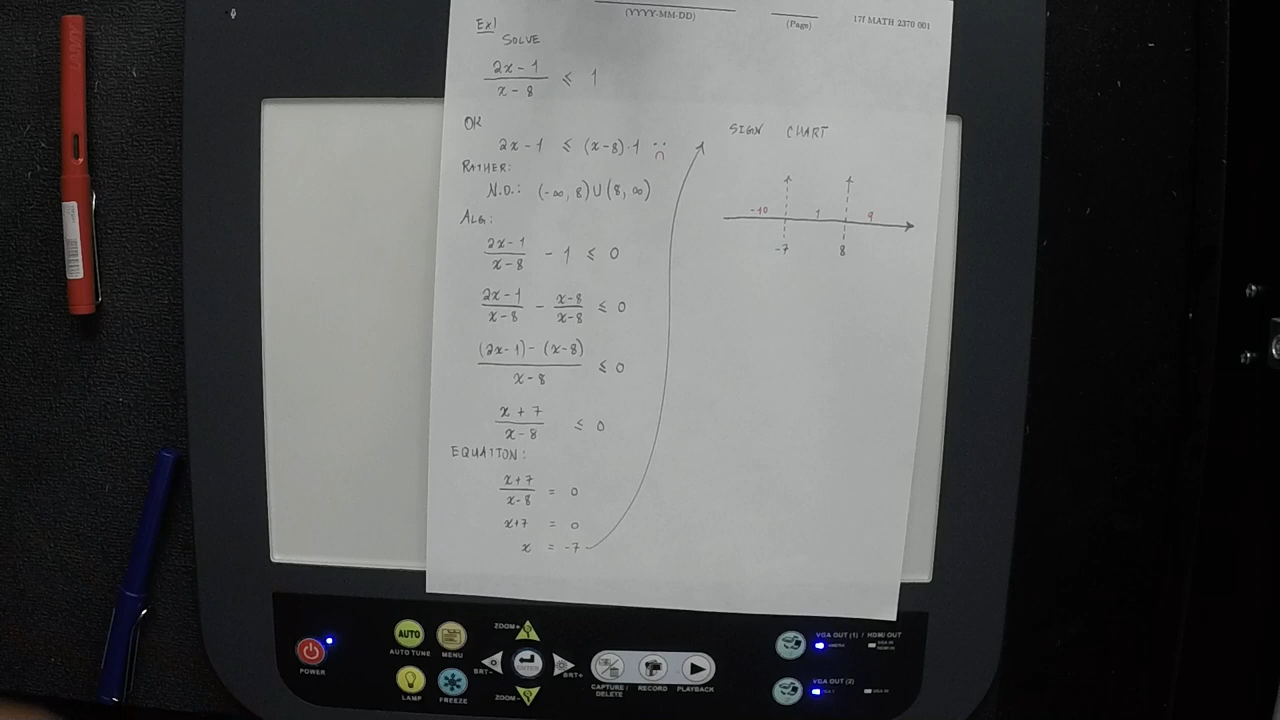 (YYYY-MM-DD)
(Page)
17f MATH 2370 001
Ex1
SOLVE
2x-1 / x-8 ≤ 1
OK
2x-1 ≤ (x-8)·1
RATHER:
N.D.: (-∞, 8)∪(8, ∞)
ALG:
2x-1 / x-8 - 1 ≤ 0
2x-1 / x-8 - x-8 / x-8 ≤ 0
(2x-1)-(x-8) / x-8 ≤ 0
x+7 / x-8 ≤ 0
EQUATION:
x+7 / x-8 = 0
x+7 = 0
x = -7
SIGN CHART
-10 1 9
-7 8
LAMY
POWER
AUTO
AUTO TUNE
MENU
LAMP
FREEZE
ZOOM+
BRT-
ENTER
BRT+
ZOOM-
CAPTURE / DELETE
RECORD
PLAYBACK
VGA OUT (1) / HDMI OUT
VGA OUT (2)